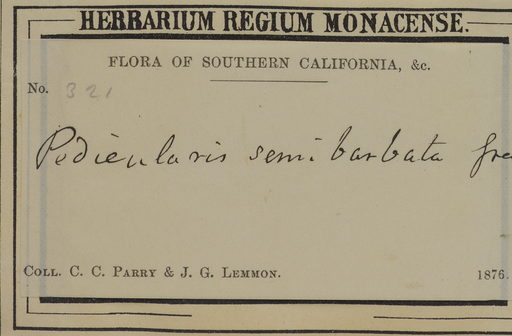 HERBARIUM REGIUM MONACENSE.
FLORA OF SOUTHERN CALIFORNIA, &c.
No. 321
Pedicularis semibarbata
COLL. C. C. PARRY & J. G. LEMMON. 1876.